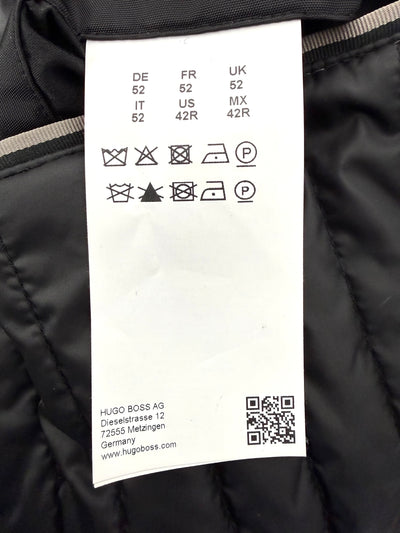 DE FR UK
52 52 52
IT US MX
52 42R 42R
P
P
HUGO BOSS AG
Dieselstrasse 12
72555 Metzingen
Germany
www.hugoboss.com